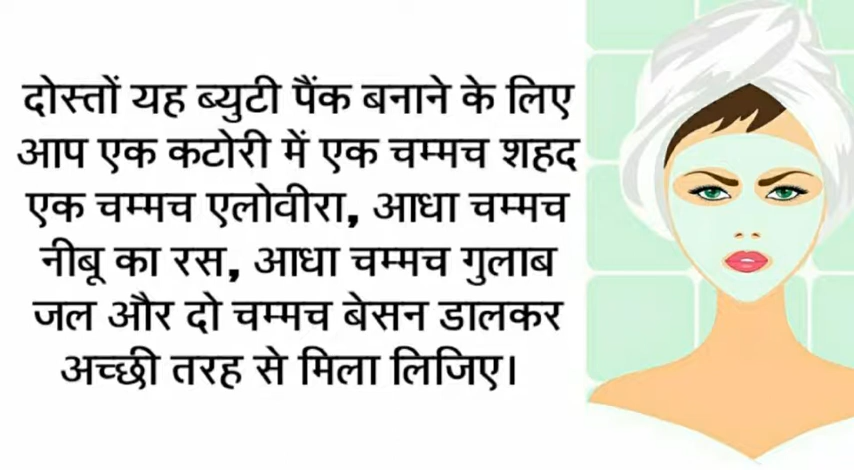 दोस्तों यह ब्युटी पैंक बनाने के लिए
आप एक कटोरी में एक चम्मच शहद
एक चम्मच एलोवीरा, आधा चम्मच
नीबू का रस, आधा चम्मच गुलाब
जल और दो चम्मच बेसन डालकर
अच्छी तरह से मिला लिजिए।